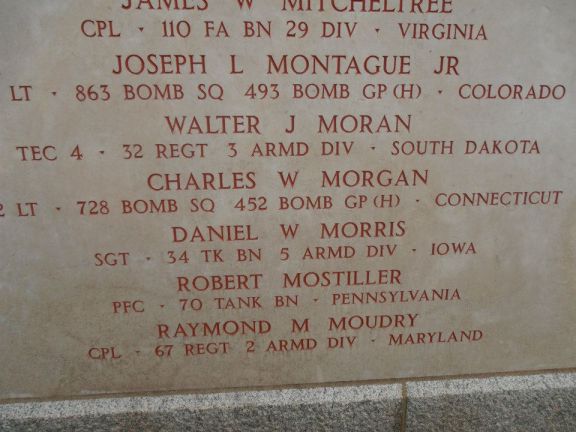 JAMES W MITCHELTREE
CPL · 110 FA BN 29 DIV · VIRGINIA
JOSEPH L MONTAGUE JR
LT · 863 BOMB SQ 493 BOMB GP (H) · COLORADO
WALTER J MORAN
TEC 4 · 32 REGT 3 ARMD DIV · SOUTH DAKOTA
CHARLES W MORGAN
2 LT · 728 BOMB SQ 452 BOMB GP (H) · CONNECTICUT
DANIEL W MORRIS
SGT · 34 TK BN 5 ARMD DIV · IOWA
ROBERT MOSTILLER
PFC · 70 TANK BN · PENNSYLVANIA
RAYMOND M MOUDRY
CPL · 67 REGT 2 ARMD DIV · MARYLAND